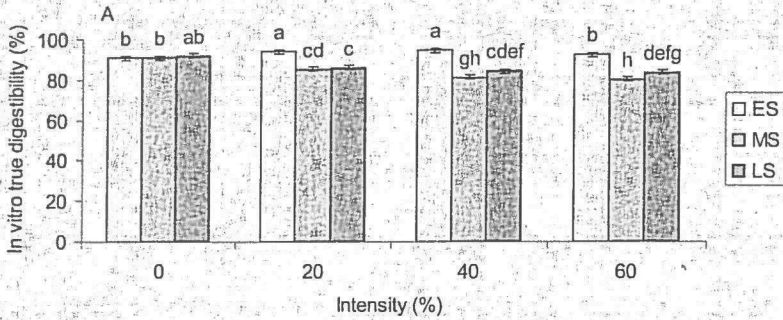 A
In vitro true digestibility (%)
100
80
60
40
20
0
b b ab
a cd c
a gh cdef
b h defg
0 20 40 60
Intensity (%)
ES
MS
LS